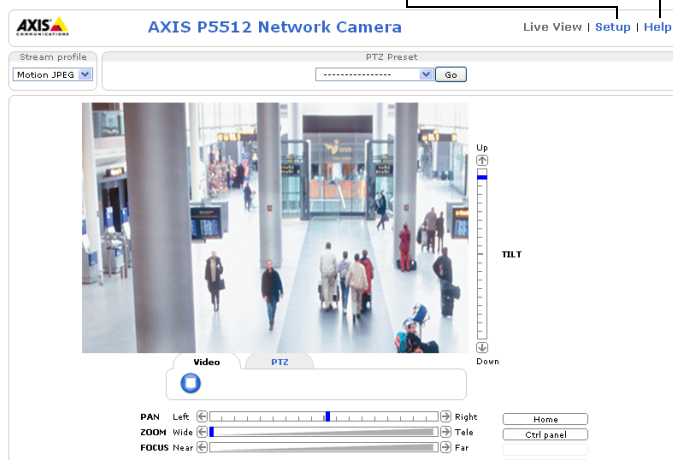 AXIS
COMMUNICATIONS
AXIS P5512 Network Camera
Live View | Setup | Help
Stream profile
PTZ Preset
Motion JPEG
----------------
Go
Up
TILT
Down
Video
PTZ
PAN Left Right
ZOOM Wide Tele
FOCUS Near Far
Home
Ctrl panel